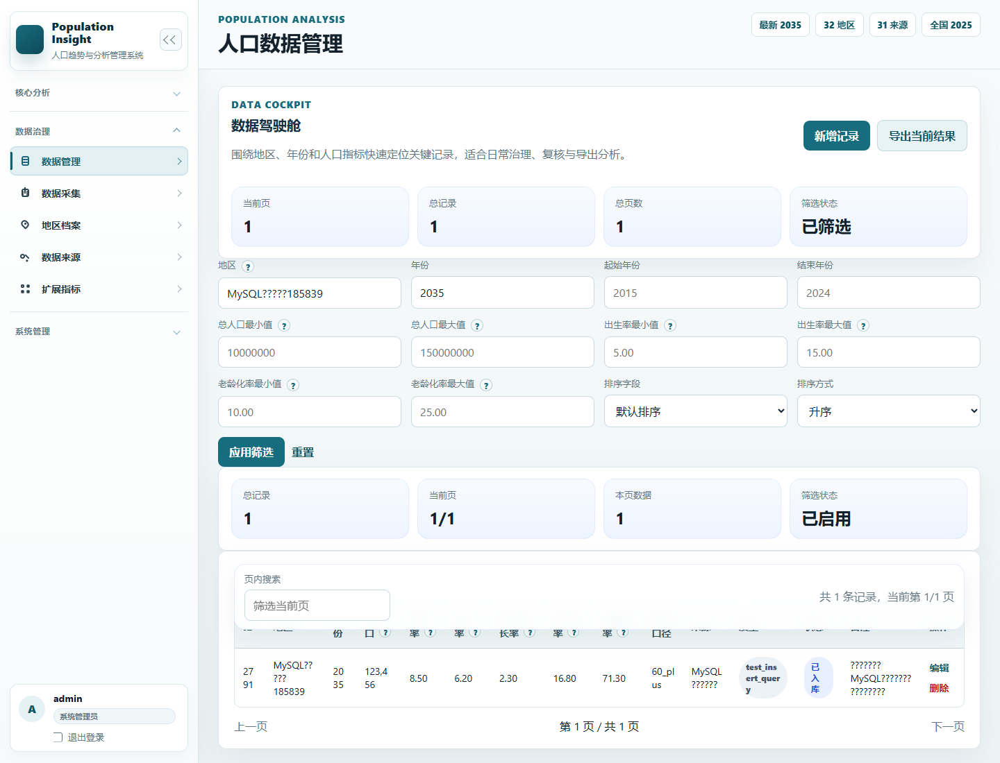 Population
Insight
人口趋势与分析管理系统
核心分析
数据治理
数据管理
数据采集
地区档案
数据来源
扩展指标
系统管理
A
admin
系统管理员
退出登录
POPULATION ANALYSIS
人口数据管理
最新 2035
32 地区
31 来源
全国 2025
DATA COCKPIT
数据驾驶舱
围绕地区、年份和人口指标快速定位关键记录，适合日常治理、复核与导出分析。
新增记录
导出当前结果
当前页
1
总记录
1
总页数
1
筛选状态
已筛选
地区 ?
年份
起始年份
结束年份
MySQL?????185839
2035
2015
2024
总人口最小值 ?
总人口最大值 ?
出生率最小值 ?
出生率最大值 ?
10000000
150000000
5.00
15.00
老龄化率最小值 ?
老龄化率最大值 ?
排序字段
排序方式
10.00
25.00
默认排序
升序
应用筛选
重置
总记录
1
当前页
1/1
本页数据
1
筛选状态
已启用
页内搜索
筛选当前页
共 1 条记录，当前第 1/1 页
份
口 ?
率 ?
率 ?
长率 ?
率 ?
率 ?
口径
27
91
MySQL??
???
185839
20
35
123,4
56
8.50
6.20
2.30
16.80
71.30
60_pl
us
MySQL
??????
test_ins
ert_quer
y
已
入
库
???????
MySQL???????
????????
编辑
删除
上一页
第 1 页 / 共 1 页
下一页